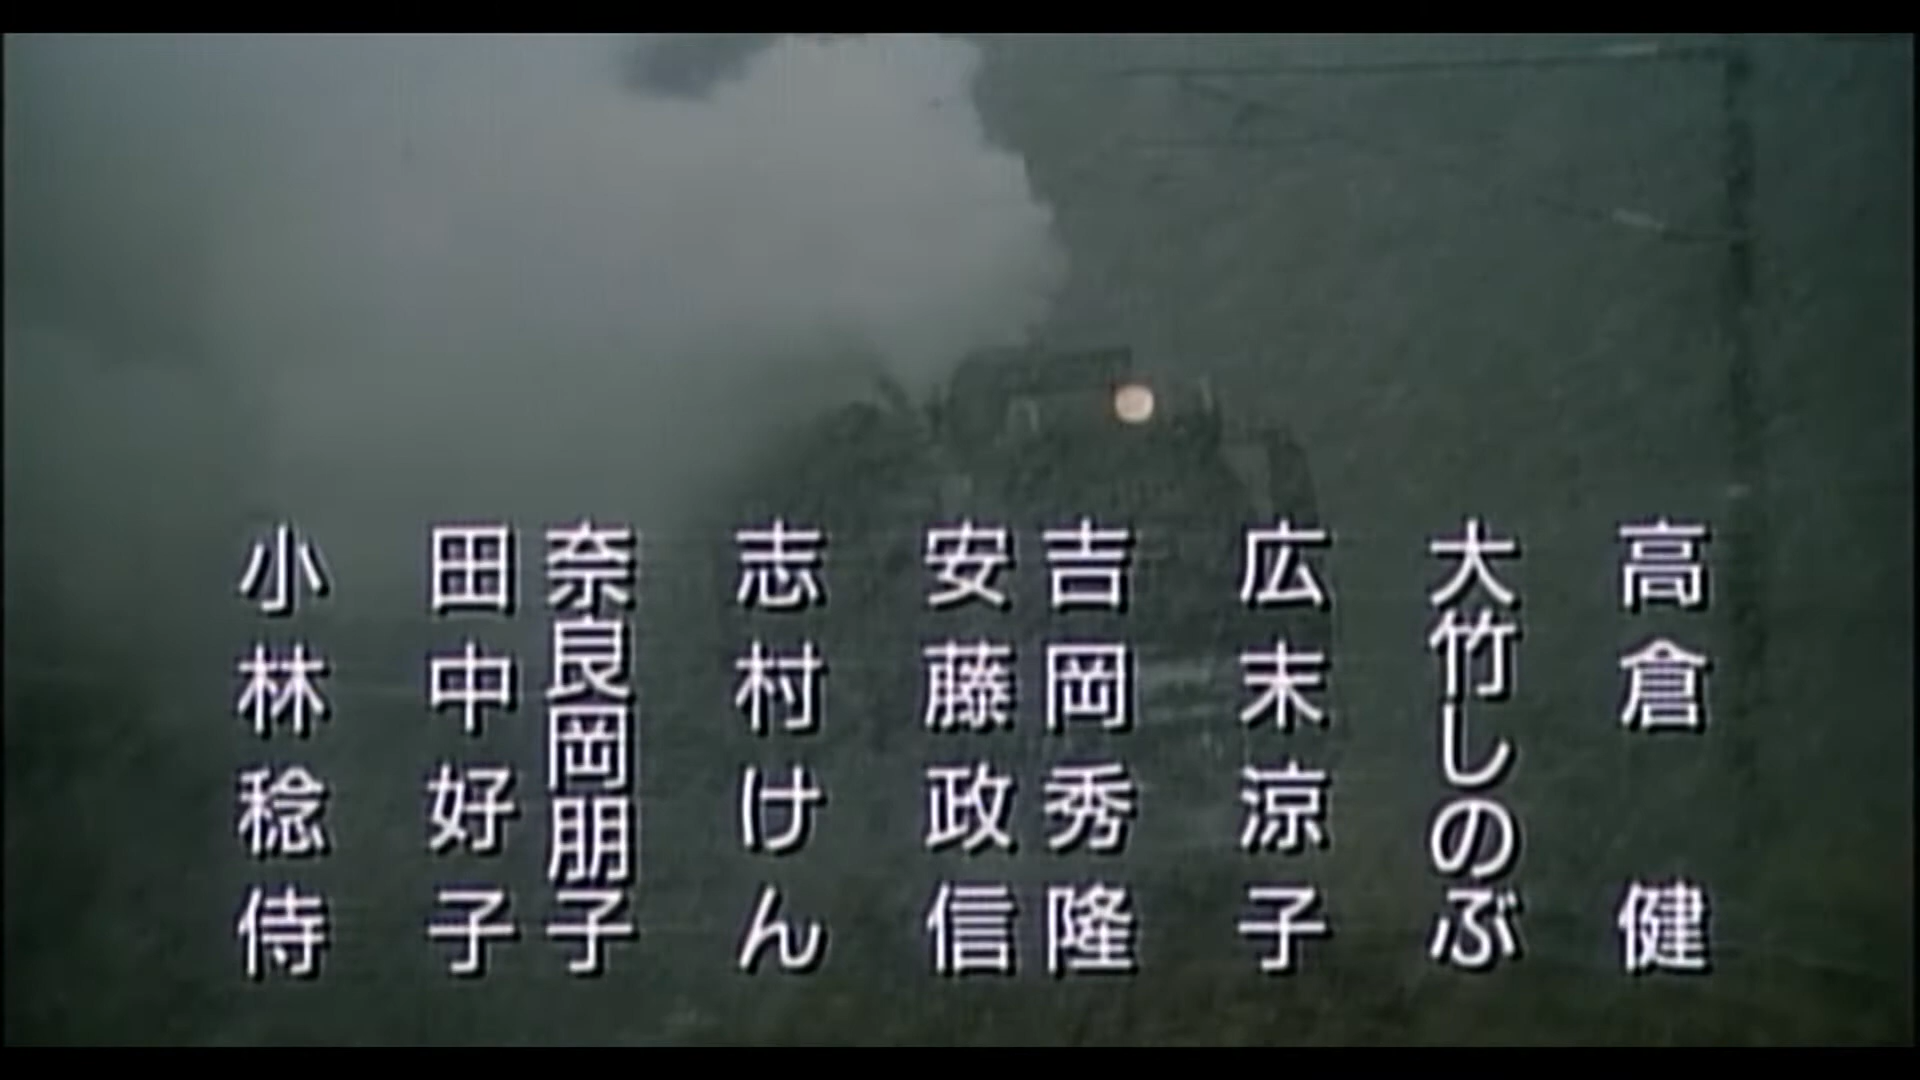 高倉健
大竹しのぶ
広末涼子
吉岡秀隆
安藤政信
志村けん
奈良岡朋子
田中好子
小林稔侍